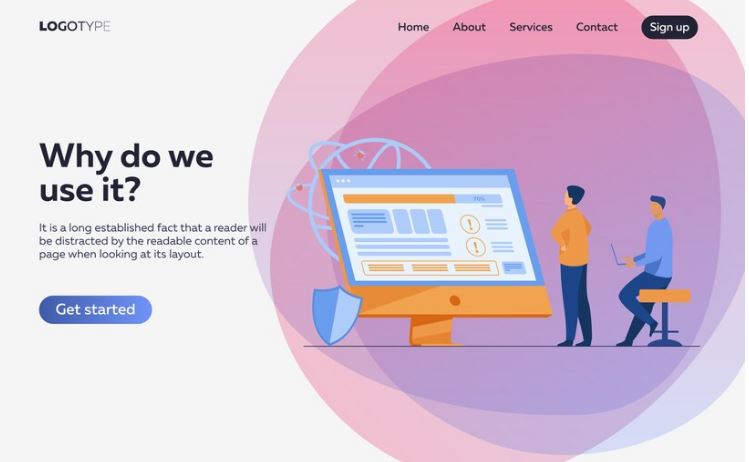 LOGOTYPE
Home About Services Contact Sign up
Why do we
use it?
It is a long established fact that a reader will
be distracted by the readable content of a
page when looking at its layout.
Get started
70%